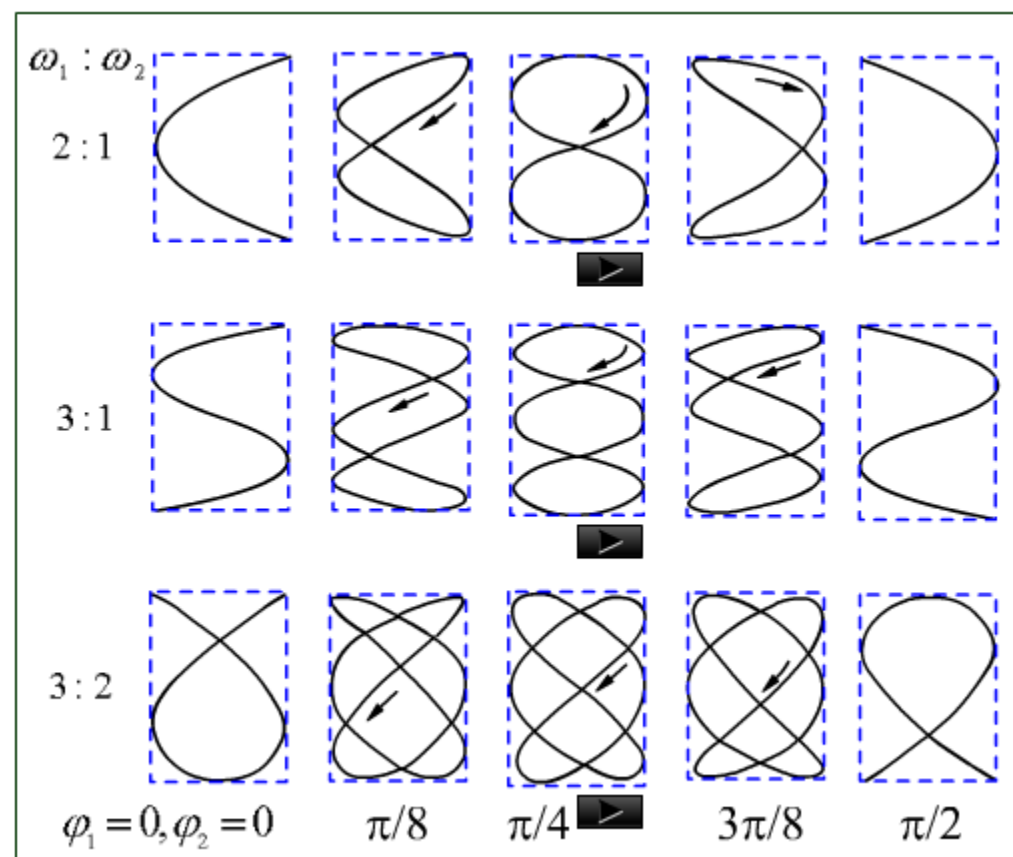 ω₁ : ω₂
2 : 1
3 : 1
3 : 2
φ₁ = 0, φ₂ = 0 π/8 π/4 3π/8 π/2